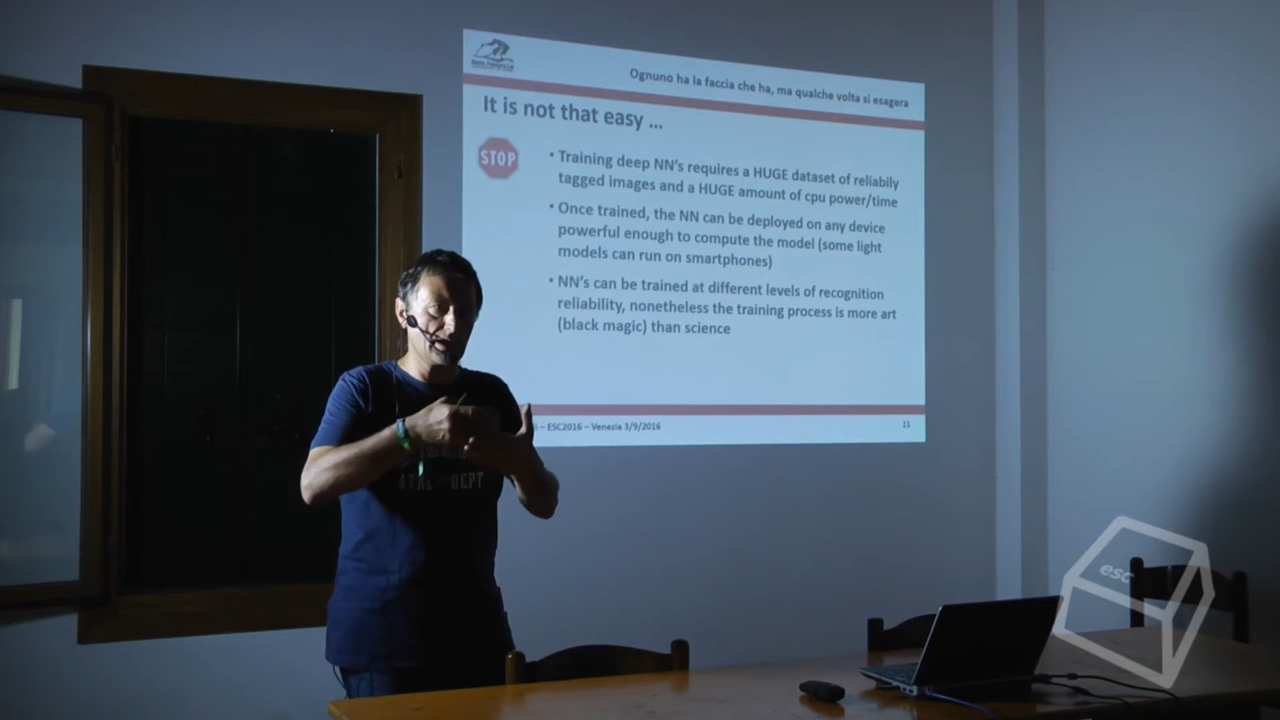 Ognuno ha la faccia che ha, ma qualche volta si esagera
It is not that easy ...
STOP
• Training deep NN's requires a HUGE dataset of reliabily
tagged images and a HUGE amount of cpu power/time
• Once trained, the NN can be deployed on any device
powerful enough to compute the model (some light
models can run on smartphones)
• NN's can be trained at different levels of recognition
reliability, nonetheless the training process is more art
(black magic) than science
– ESC2016 – Venezia 3/9/2016
11
DEPT
esc